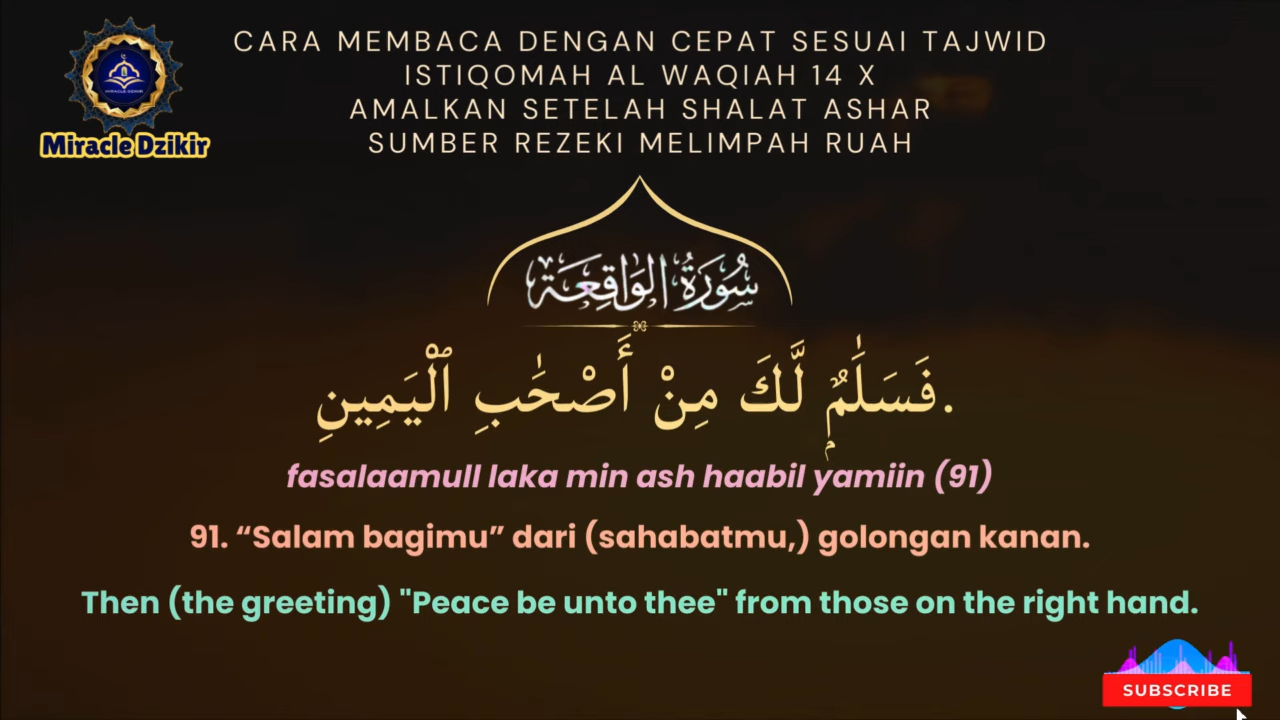 CARA MEMBACA DENGAN CEPAT SESUAI TAJWID
ISTIQOMAH AL WAQIAH 14 X
AMALKAN SETELAH SHALAT ASHAR
SUMBER REZEKI MELIMPAH RUAH
MIRACLE DZIKIR
Miracle Dzikir
سُورَةُ الوَاقِعَة
فَسَلَٰمٌۭ لَّكَ مِنْ أَصْحَٰبِ ٱلْيَمِينِ.
fasalaamull laka min ash haabil yamiin (91)
91. “Salam bagimu” dari (sahabatmu,) golongan kanan.
Then (the greeting) "Peace be unto thee" from those on the right hand.
SUBSCRIBE